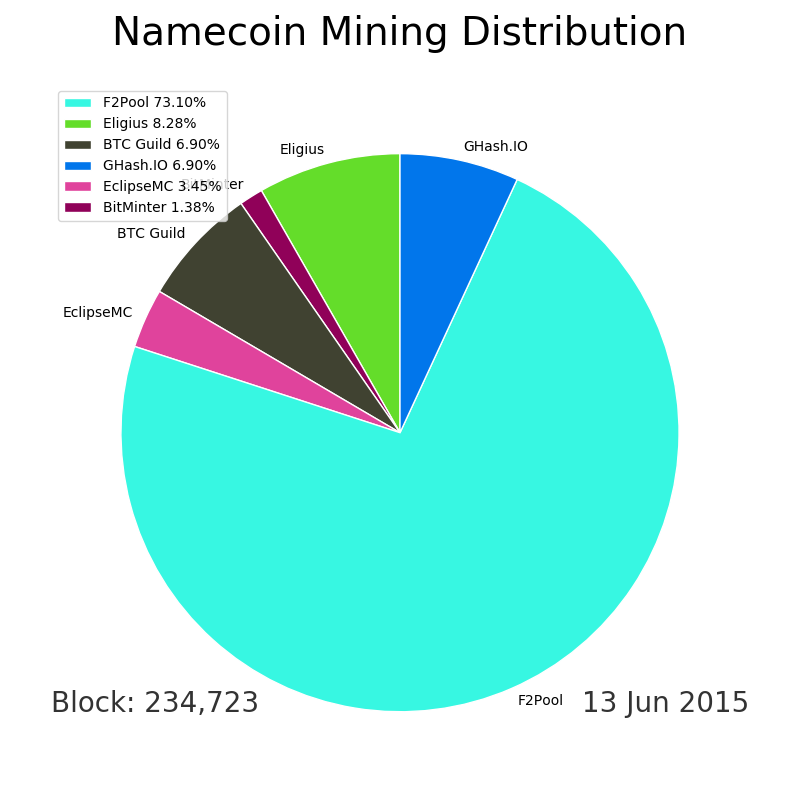 Namecoin Mining Distribution
F2Pool 73.10%
Eligius 8.28%
BTC Guild 6.90%
GHash.IO 6.90%
EclipseMC 3.45%
BitMinter 1.38%
Eligius
GHash.IO
BitMinter
BTC Guild
EclipseMC
F2Pool
Block: 234,723
13 Jun 2015